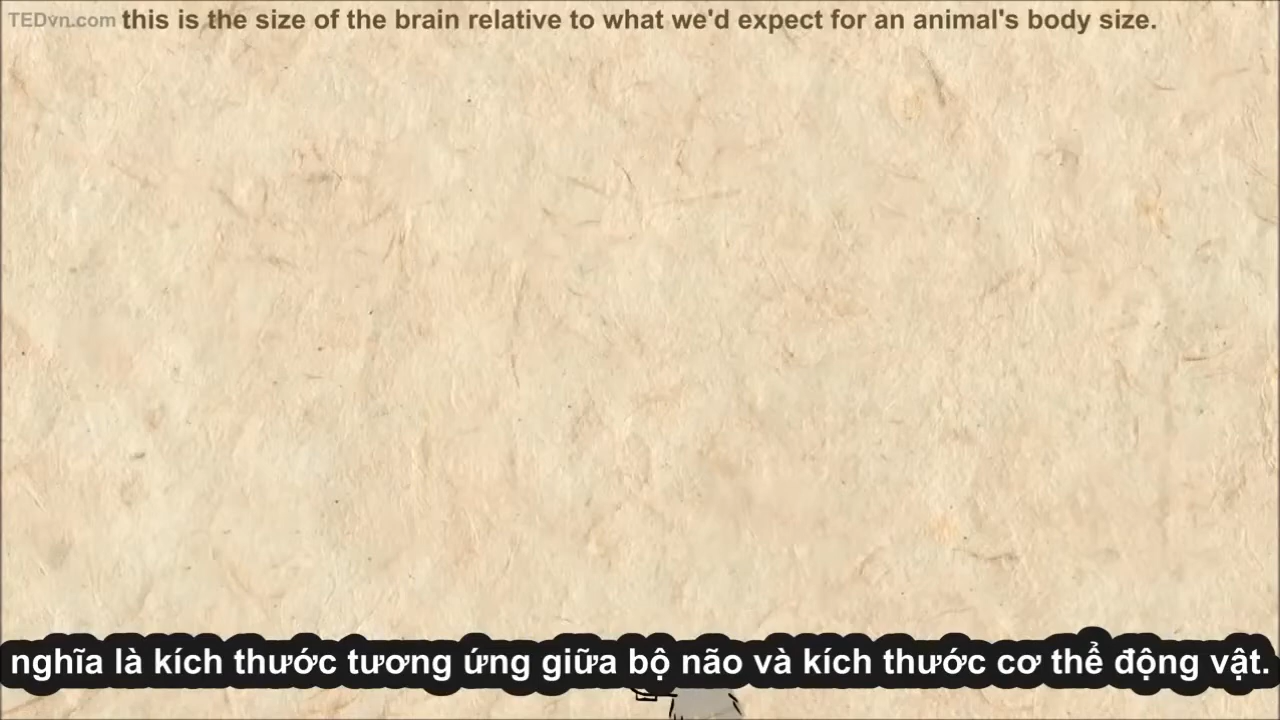 TEDvn.com this is the size of the brain relative to what we'd expect for an animal's body size.
nghĩa là kích thước tương ứng giữa bộ não và kích thước cơ thể động vật.